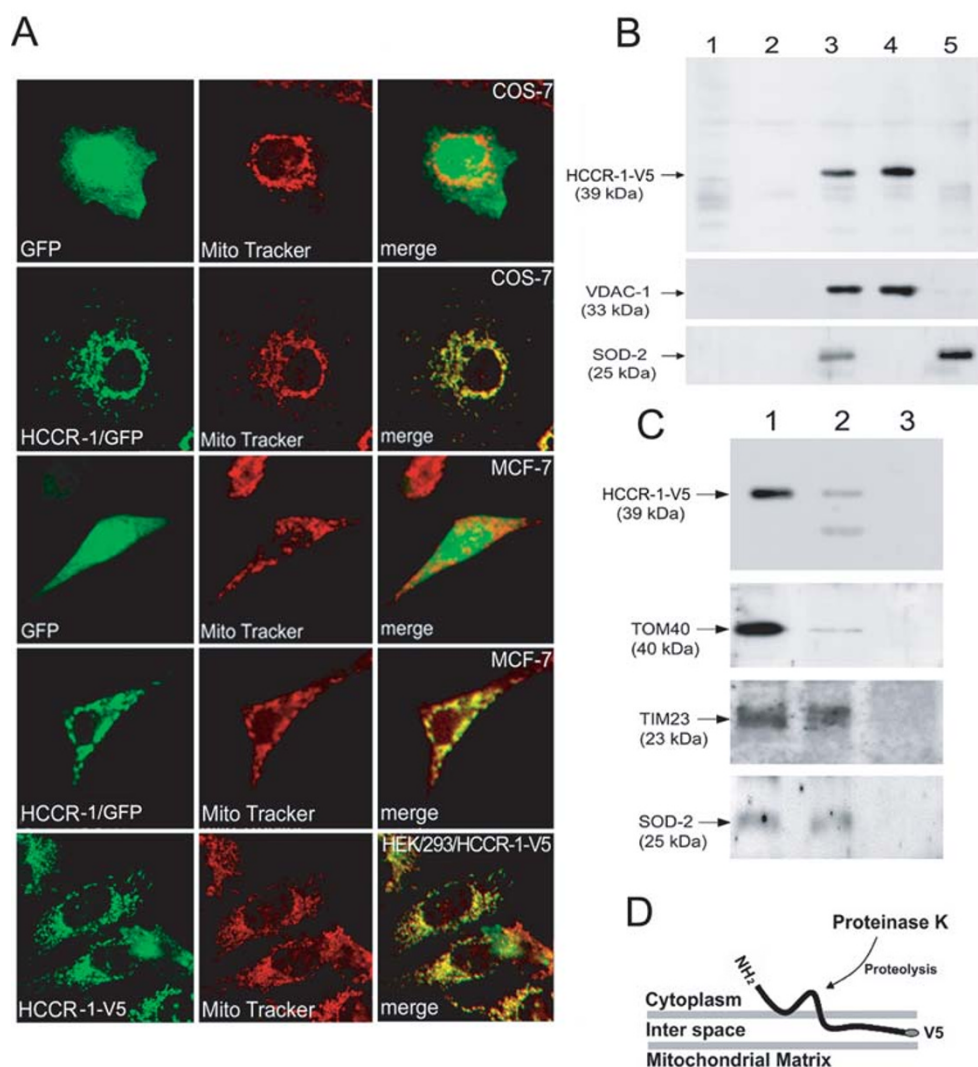 A
COS-7
GFP
Mito Tracker
merge
COS-7
HCCR-1/GFP
Mito Tracker
merge
MCF-7
GFP
Mito Tracker
merge
MCF-7
HCCR-1/GFP
Mito Tracker
merge
HEK/293/HCCR-1-V5
HCCR-1-V5
Mito Tracker
merge
B
1 2 3 4 5
HCCR-1-V5
(39 kDa)
VDAC-1
(33 kDa)
SOD-2
(25 kDa)
C
1 2 3
HCCR-1-V5
(39 kDa)
TOM40
(40 kDa)
TIM23
(23 kDa)
SOD-2
(25 kDa)
D
Proteinase K
Proteolysis
NH2
Cytoplasm
Inter space
V5
Mitochondrial Matrix